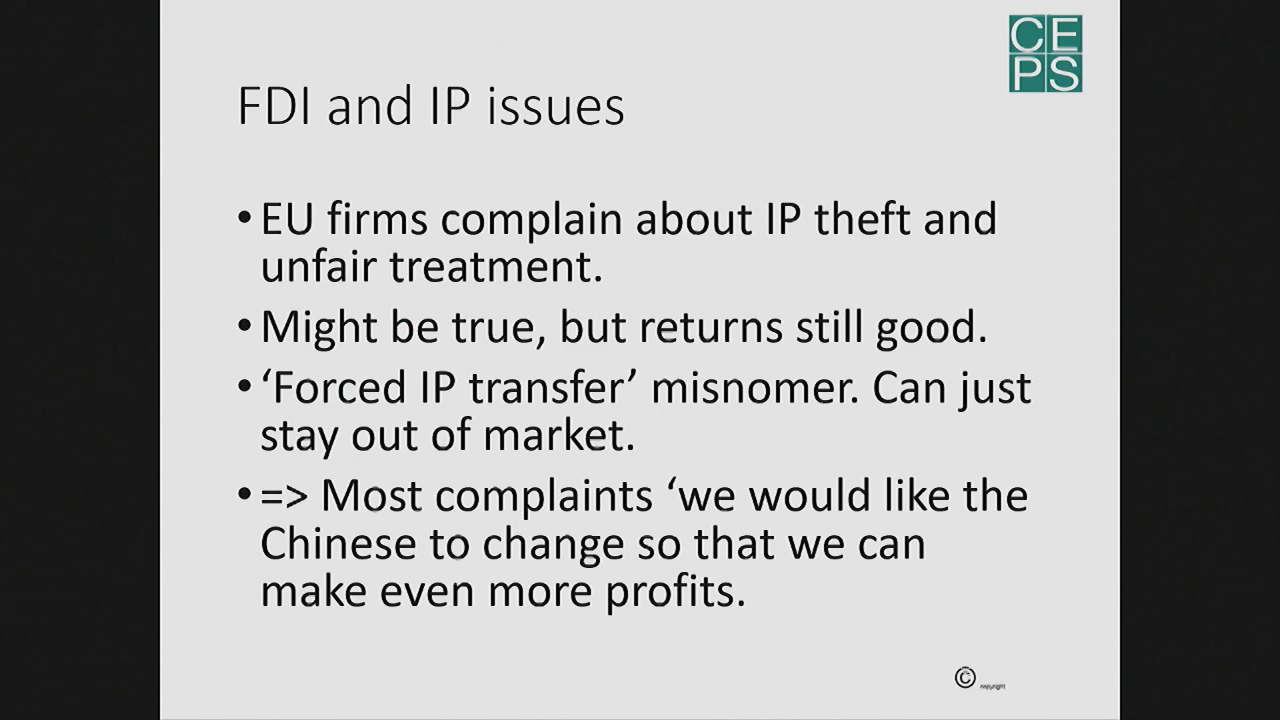 CE
PS
FDI and IP issues
•EU firms complain about IP theft and
unfair treatment.
•Might be true, but returns still good.
•‘Forced IP transfer’ misnomer. Can just
stay out of market.
•=> Most complaints ‘we would like the
Chinese to change so that we can
make even more profits.
© copyright